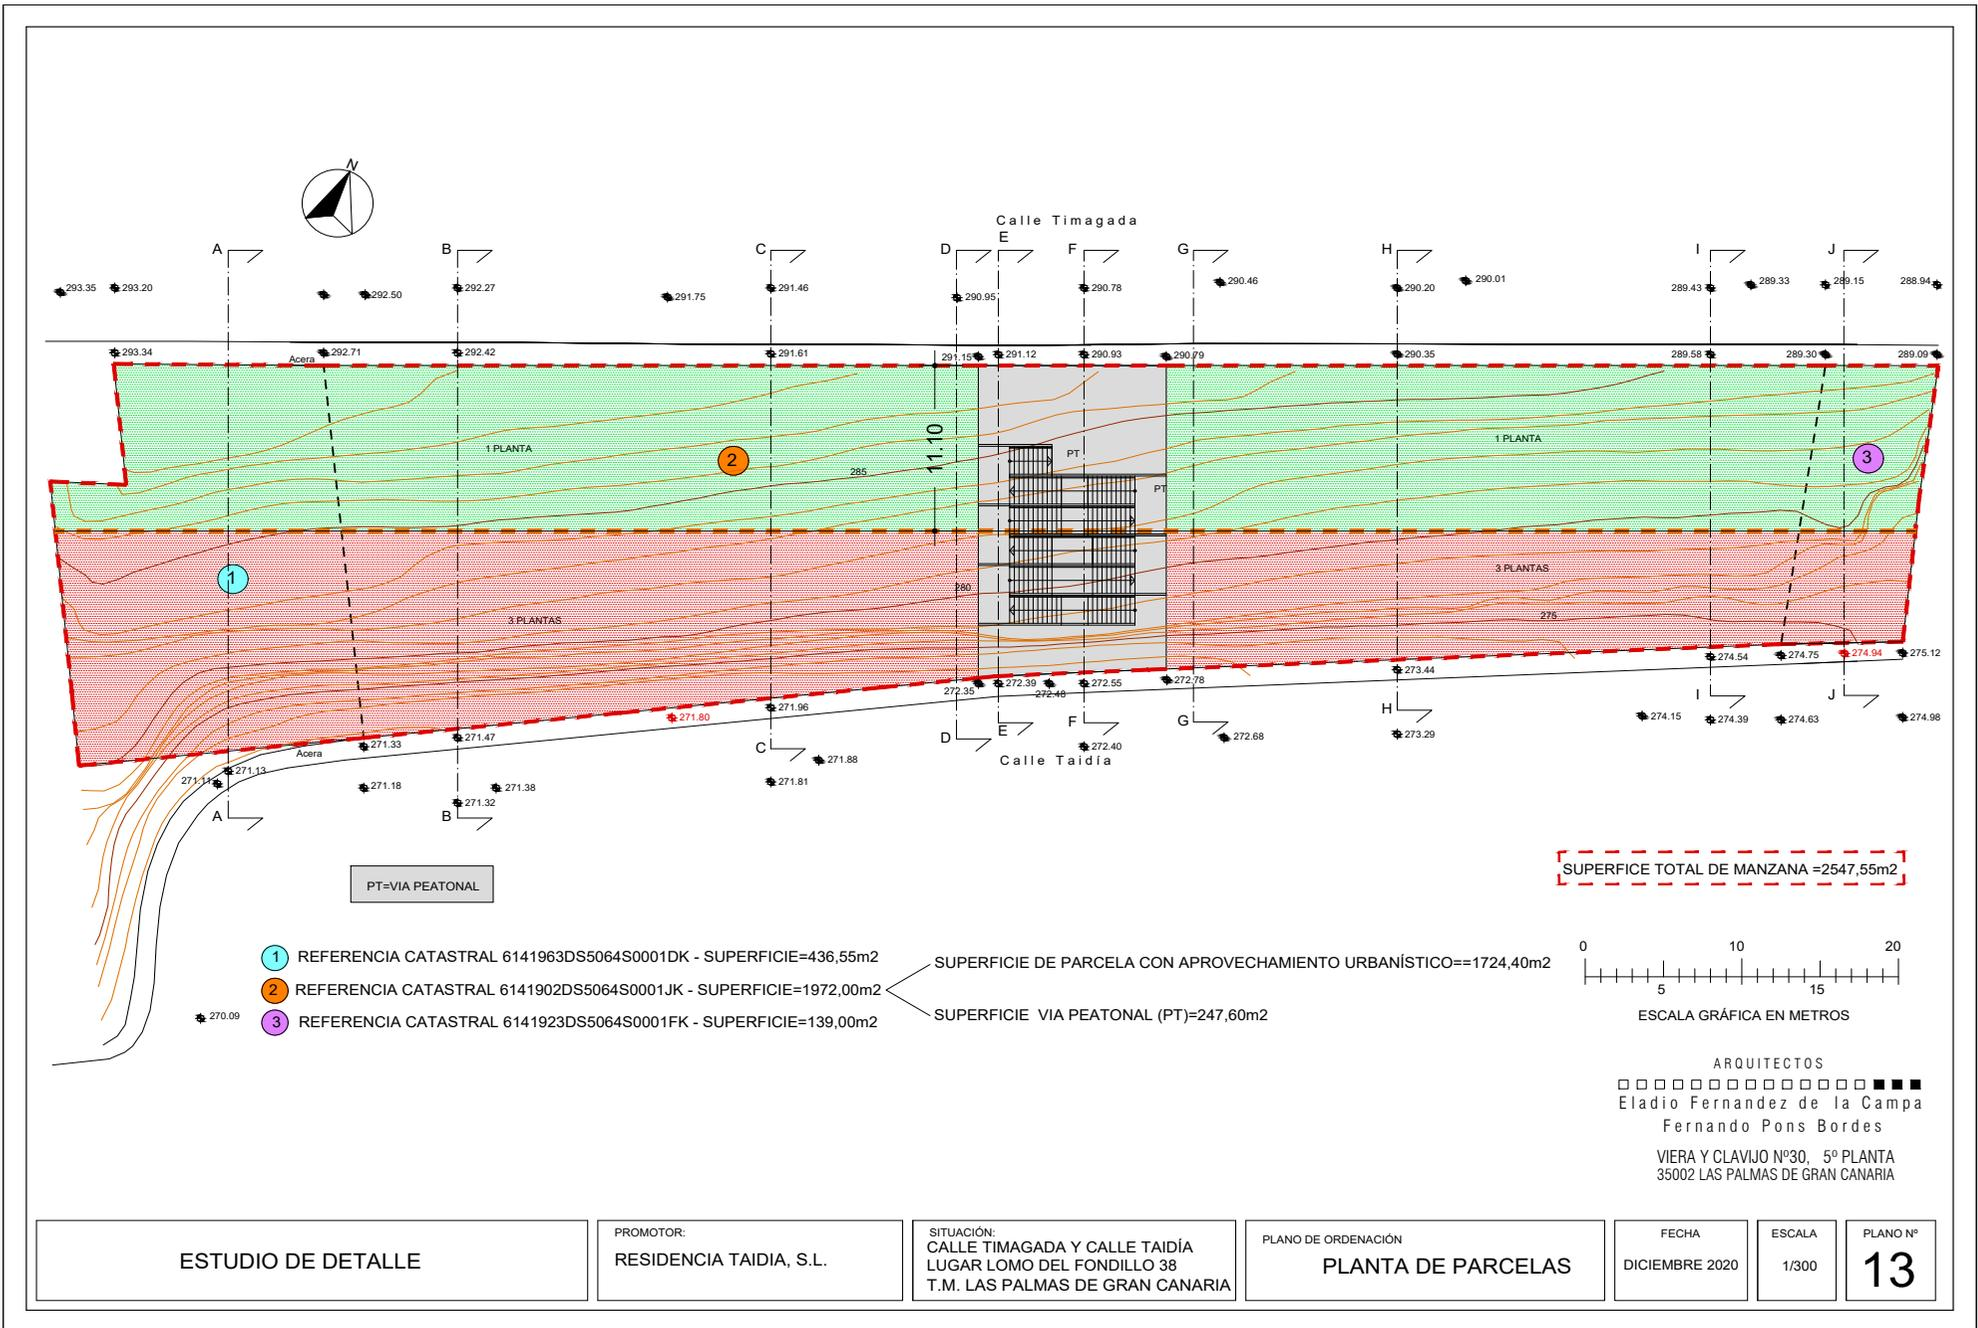 N
Calle Timagada
A
B
C
D
E
F
G
H
I
J
293.35
293.20
292.50
292.27
291.75
291.46
290.95
290.78
290.46
290.20
290.01
289.43
289.33
289.15
288.94
293.34
Acera
292.71
292.42
291.61
291.15
291.12
290.93
290.79
290.35
289.58
289.30
289.09
1 PLANTA
2
285
11.10
PT
PT
1 PLANTA
3
1
3 PLANTAS
280
3 PLANTAS
275
271.80
271.96
272.35
272.39
272.48
272.55
272.78
273.44
274.54
274.75
274.94
275.12
271.11
271.13
Acera
271.33
271.47
271.18
271.32
271.38
271.81
271.88
272.40
272.68
273.29
274.15
274.39
274.63
274.98
A
B
C
D
E
F
G
H
I
J
Calle Taidía
270.09
PT=VIA PEATONAL
SUPERFICE TOTAL DE MANZANA =2547,55m2
1 REFERENCIA CATASTRAL 6141963DS5064S0001DK - SUPERFICIE=436,55m2
2 REFERENCIA CATASTRAL 6141902DS5064S0001JK - SUPERFICIE=1972,00m2
3 REFERENCIA CATASTRAL 6141923DS5064S0001FK - SUPERFICIE=139,00m2
SUPERFICIE DE PARCELA CON APROVECHAMIENTO URBANÍSTICO==1724,40m2
SUPERFICIE VIA PEATONAL (PT)=247,60m2
0 10 20
5 15
ESCALA GRÁFICA EN METROS
ARQUITECTOS
Eladio Fernandez de la Campa
Fernando Pons Bordes
VIERA Y CLAVIJO Nº30, 5º PLANTA
35002 LAS PALMAS DE GRAN CANARIA
ESTUDIO DE DETALLE
PROMOTOR:
RESIDENCIA TAIDIA, S.L.
SITUACIÓN:
CALLE TIMAGADA Y CALLE TAIDÍA
LUGAR LOMO DEL FONDILLO 38
T.M. LAS PALMAS DE GRAN CANARIA
PLANO DE ORDENACIÓN
PLANTA DE PARCELAS
FECHA
DICIEMBRE 2020
ESCALA
1/300
PLANO Nº
13